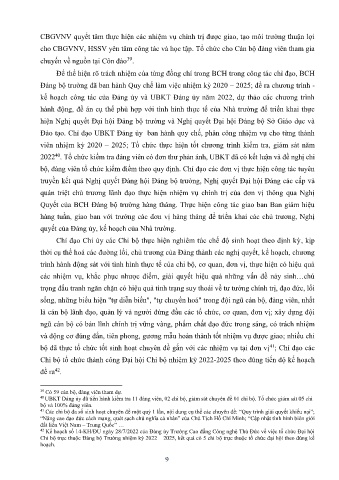 CBGVNV quyết tâm thực hiện các nhiệm vụ chính trị được giao, tạo môi trường thuận lợi
cho CBGVNV, HSSV yên tâm công tác và học tập. Tổ chức cho Cán bộ đảng viên tham gia
chuyến về nguồn tại Côn đảo³⁹.
Để thể hiện rõ trách nhiệm của từng đồng chí trong BCH trong công tác chỉ đạo, BCH
Đảng bộ trường đã ban hành Quy chế làm việc nhiệm kỳ 2020 – 2025; đề ra chương trình -
kế hoạch công tác của Đảng ủy và UBKT Đảng ủy năm 2022, dự thảo các chương trình
hành động, đề án cụ thể phù hợp với tình hình thực tế của Nhà trường để triển khai thực
hiện Nghị quyết Đại hội Đảng bộ trường và Nghị quyết Đại hội Đảng bộ Sở Giáo dục và
Đào tạo. Chỉ đạo UBKT Đảng ủy ban hành quy chế, phân công nhiệm vụ cho từng thành
viên nhiệm kỳ 2020 – 2025; Tổ chức thực hiện tốt chương trình kiểm tra, giám sát năm
2022⁴⁰. Tổ chức kiểm tra đảng viên có đơn thư phản ánh, UBKT đã có kết luận và đề nghị chi
bộ, đảng viên tổ chức kiểm điểm theo quy định. Chỉ đạo các đơn vị thực hiện công tác tuyên
truyền kết quả Nghị quyết Đảng hội Đảng bộ trường, Nghị quyết Đại hội Đảng các cấp và
quán triệt chủ trương lãnh đạo thực hiện nhiệm vụ chính trị của đơn vị thông qua Nghị
Quyết của BCH Đảng bộ trường hàng tháng. Thực hiện công tác giao ban Ban giám hiệu
hàng tuần, giao ban với trưởng các đơn vị hàng tháng để triển khai các chủ trương, Nghị
quyết của Đảng ủy, kế hoạch của Nhà trường.
Chỉ đạo Chi ủy các Chi bộ thực hiện nghiêm túc chế độ sinh hoạt theo định kỳ, kịp
thời cụ thể hoá các đường lối, chủ trương của Đảng thành các nghị quyết, kế hoạch, chương
trình hành động sát với tình hình thực tế của chi bộ, cơ quan, đơn vị, thực hiện có hiệu quả
các nhiệm vụ, khắc phục nhược điểm, giải quyết hiệu quả những vấn đề nảy sinh…chú
trọng đấu tranh ngăn chặn có hiệu quả tình trạng suy thoái về tư tưởng chính trị, đạo đức, lối
sống, những biểu hiện "tự diễn biến", "tự chuyển hoá" trong đội ngũ cán bộ, đảng viên, nhất
là cán bộ lãnh đạo, quản lý và người đứng đầu các tổ chức, cơ quan, đơn vị; xây dựng đội
ngũ cán bộ có bản lĩnh chính trị vững vàng, phẩm chất đạo đức trong sáng, có trách nhiệm
và động cơ đúng đắn, tiên phong, gương mẫu hoàn thành tốt nhiệm vụ được giao; nhiều chi
bộ đã thực tổ chức tốt sinh hoạt chuyên đề gắn với các nhiệm vụ tại đơn vị⁴¹; Chỉ đạo các
Chi bộ tổ chức thành công Đại hội Chi bộ nhiệm kỳ 2022-2025 theo đúng tiến độ kế hoạch
đề ra⁴².
³⁹ Có 59 cán bộ, đảng viên tham dự.
⁴⁰ UBKT Đảng ủy đã tiến hành kiểm tra 11 đảng viên, 02 chi bộ, giám sát chuyên đề 01 chi bộ. Tổ chức giám sát 05 chi
bộ và 100% đảng viên.
⁴¹ Các chi bộ đã sổ sinh hoạt chuyên đề một quý 1 lần, nội dung cụ thể các chuyên đề: "Quy trình giải quyết khiếu nại";
"Nâng cao đạo đức cách mạng, quét sạch chủ nghĩa cá nhân" của Chủ Tịch Hồ Chí Minh; "Cập nhật tình hình biên giới
đất liền Việt Nam – Trung Quốc" ...
⁴² Kế hoạch số 14-KH/ĐU ngày 28/7/2022 của Đảng ủy Trường Cao đẳng Công nghệ Thủ Đức về việc tổ chức Đại hội
Chi bộ trực thuộc Đảng bộ Trường nhiệm kỳ 2022 – 2025, kết quả có 5 chi bộ trực thuộc tổ chức đại hội theo đúng kế
hoạch.
9